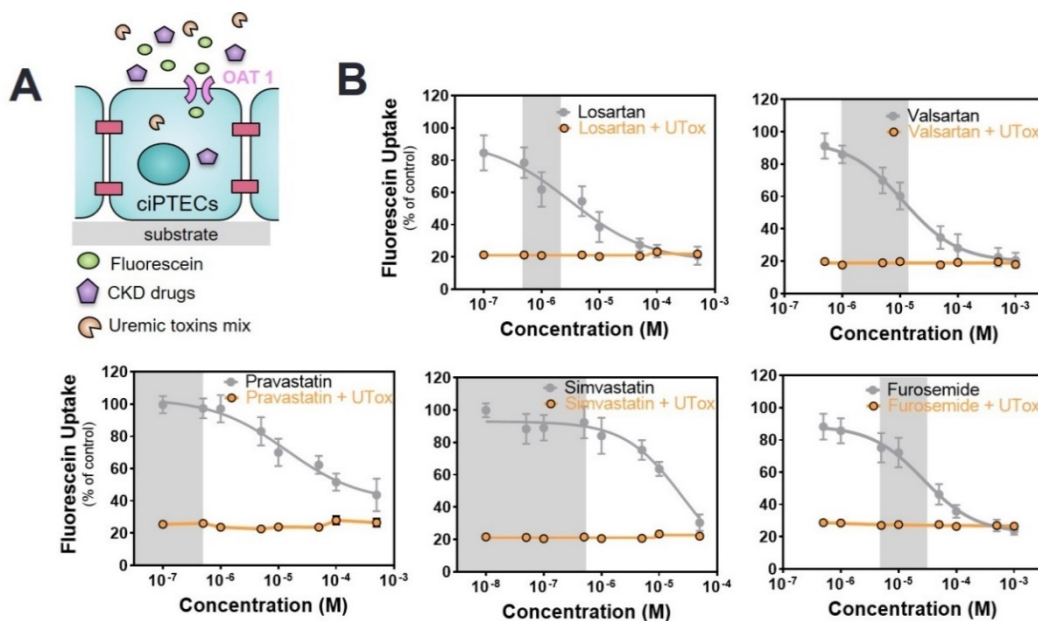 A
OAT 1
ciPTECs
substrate
Fluorescein
CKD drugs
Uremic toxins mix
B
Fluorescein Uptake
(% of control)
120
100
80
60
40
20
0
Losartan
Losartan + UTox
10-7
10-6
10-5
10-4
10-3
Concentration (M)
120
100
80
60
40
20
0
Valsartan
Valsartan + UTox
10-7
10-6
10-5
10-4
10-3
Concentration (M)
Fluorescein Uptake
(% of control)
120
100
80
60
40
20
0
Pravastatin
Pravastatin + UTox
10-7
10-6
10-5
10-4
10-3
Concentration (M)
120
100
80
60
40
20
0
Simvastatin
Simvastatin + UTox
10-8
10-7
10-6
10-5
10-4
Concentration (M)
120
100
80
60
40
20
0
Furosemide
Furosemide + UTox
10-7
10-6
10-5
10-4
10-3
Concentration (M)